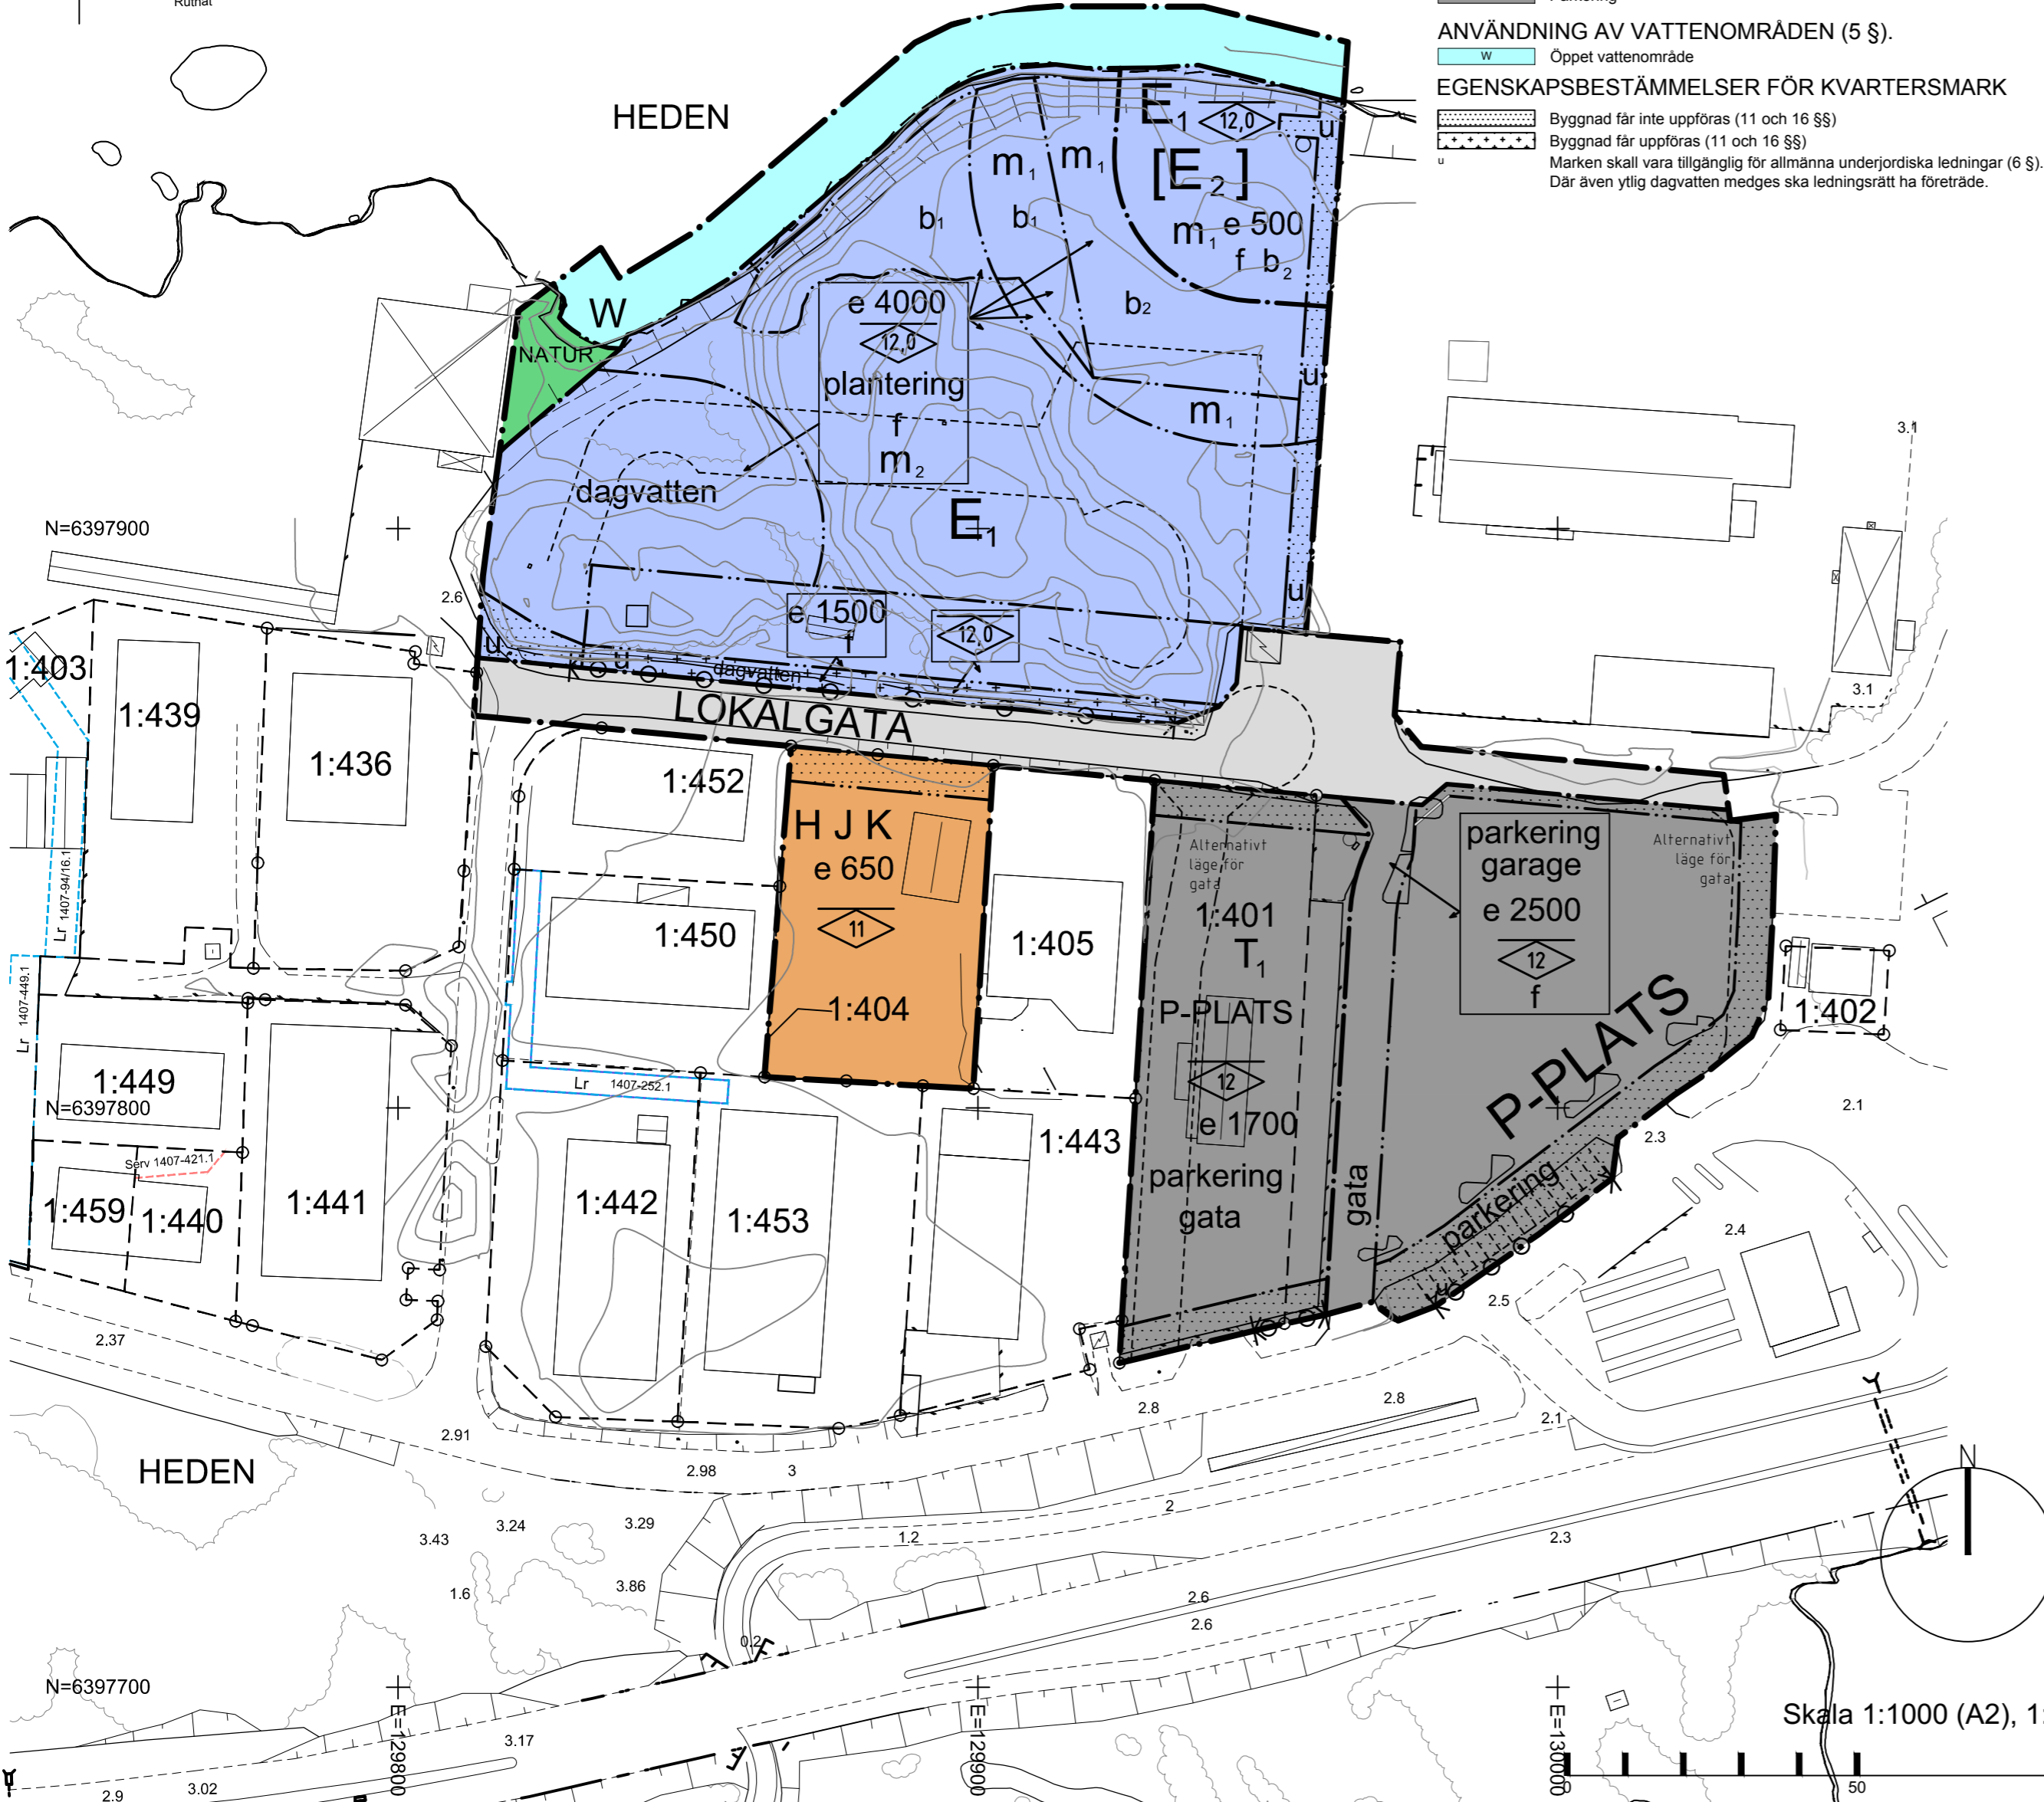 Rutnät
Parkering
ANVÄNDNING AV VATTENOMRÅDEN (5 §).
W Öppet vattenområde
EGENSKAPSBESTÄMMELSER FÖR KVARTERSMARK
Byggnad får inte uppföras (11 och 16 §§)
Byggnad får uppföras (11 och 16 §§)
u Marken skall vara tillgänglig för allmänna underjordiska ledningar (6 §).
Där även ytlig dagvatten medges ska ledningsrätt ha företräde.
HEDEN
E1 12,0
[E2]
m1 m1
u
b1 b1
m1 e 500
f b2
W
NATUR
e 4000
12,0
plantering
f
m2
b2
u
m1
3.1
dagvatten
E1
N=6397900
2.6
e 1500
f
12,0
u
u
u
dagvatten
LOKALGATA
1:403
1:439
1:436
1:452
3.1
H J K
e 650
11
1:404
1:450
1:405
Alternativt
läge för
gata
1:401
T1
P-PLATS
12
e 1700
parkering
gata
gata
parkering
garage
e 2500
12
f
Alternativt
läge för
gata
P-PLATS
parkering
1:402
Lr 1407-94/16.1
Lr 1407-449.1
1:449
N=6397800
Lr 1407-252.1
1:443
2.1
2.3
Serv 1407-421.1
1:459
1:440
1:441
1:442
1:453
2.4
2.5
2.37
2.8
2.8
2.1
2.91
HEDEN
2.98
3
N
3.43
3.24
3.29
1.2
2
2.3
1.6
3.86
2.6
2.6
0.2
N=6397700
E=129800
E=129900
E=130000
3.17
Skala 1:1000 (A2), 1:
0
50
2.9
3.02